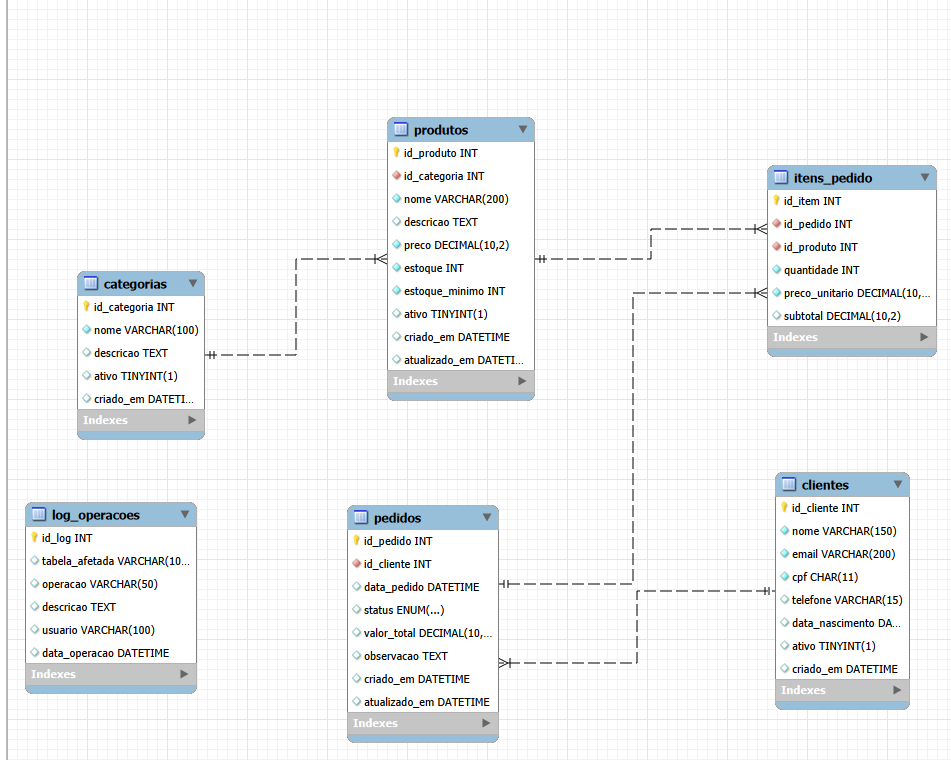 produtos
id_produto INT
id_categoria INT
nome VARCHAR(200)
descricao TEXT
preco DECIMAL(10,2)
estoque INT
estoque_minimo INT
ativo TINYINT(1)
criado_em DATETIME
atualizado_em DATETI...
Indexes
itens_pedido
id_item INT
id_pedido INT
id_produto INT
quantidade INT
preco_unitario DECIMAL(10,...
subtotal DECIMAL(10,2)
Indexes
categorias
id_categoria INT
nome VARCHAR(100)
descricao TEXT
ativo TINYINT(1)
criado_em DATETI...
Indexes
log_operacoes
id_log INT
tabela_afetada VARCHAR(10...
operacao VARCHAR(50)
descricao TEXT
usuario VARCHAR(100)
data_operacao DATETIME
Indexes
pedidos
id_pedido INT
id_cliente INT
data_pedido DATETIME
status ENUM(...)
valor_total DECIMAL(10,...
observacao TEXT
criado_em DATETIME
atualizado_em DATETIME
Indexes
clientes
id_cliente INT
nome VARCHAR(150)
email VARCHAR(200)
cpf CHAR(11)
telefone VARCHAR(15)
data_nascimento DA...
ativo TINYINT(1)
criado_em DATETIME
Indexes